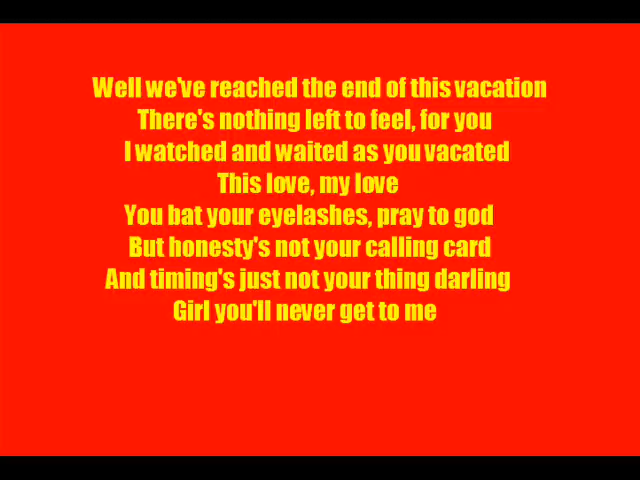 Well we've reached the end of this vacation
There's nothing left to feel, for you
I watched and waited as you vacated
This love, my love
You bat your eyelashes, pray to god
But honesty's not your calling card
And timing's just not your thing darling
Girl you'll never get to me